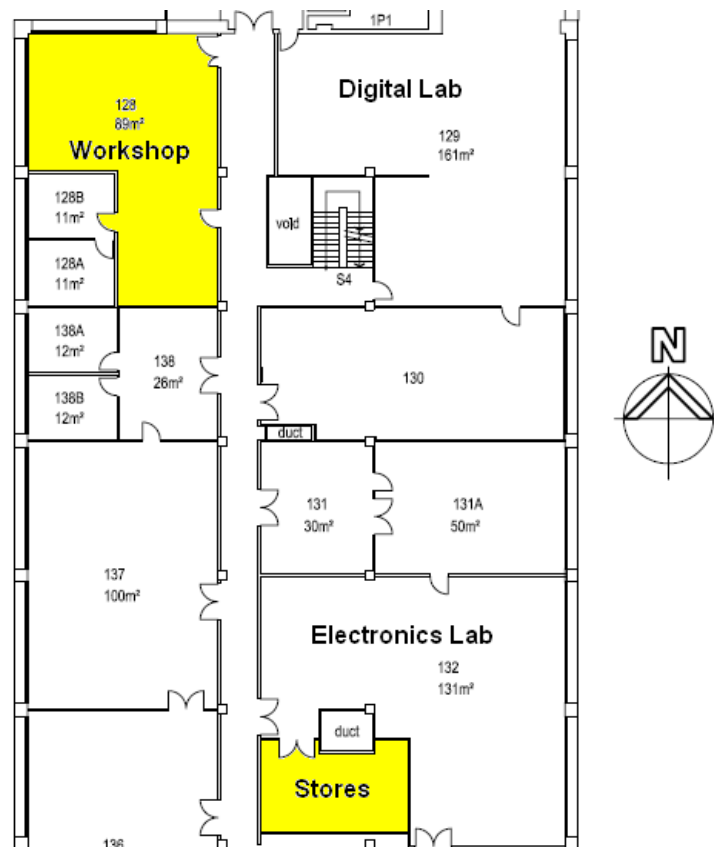 1P1
Digital Lab
129
161m²
128
89m²
Workshop
128B
11m²
void
128A
11m²
S4
138A
12m²
138
26m²
130
138B
12m²
duct
131
30m²
131A
50m²
137
100m²
Electronics Lab
132
131m²
duct
Stores
136
N